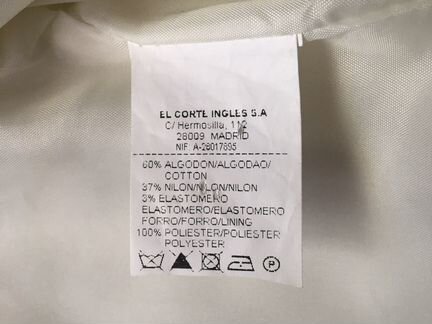 EL CORTE INGLES S.A
C/ Hermosilla, 112
28009 MADRID
NIF A-28017895
60% ALGODON/ALGODAO/
COTTON
37% NILON/NILON/NILON
3% ELASTOMERO
ELASTOMERO/ELASTOMERO
FORRO/FORRO/LINING
100% POLIESTER/POLIESTER
POLYESTER
P